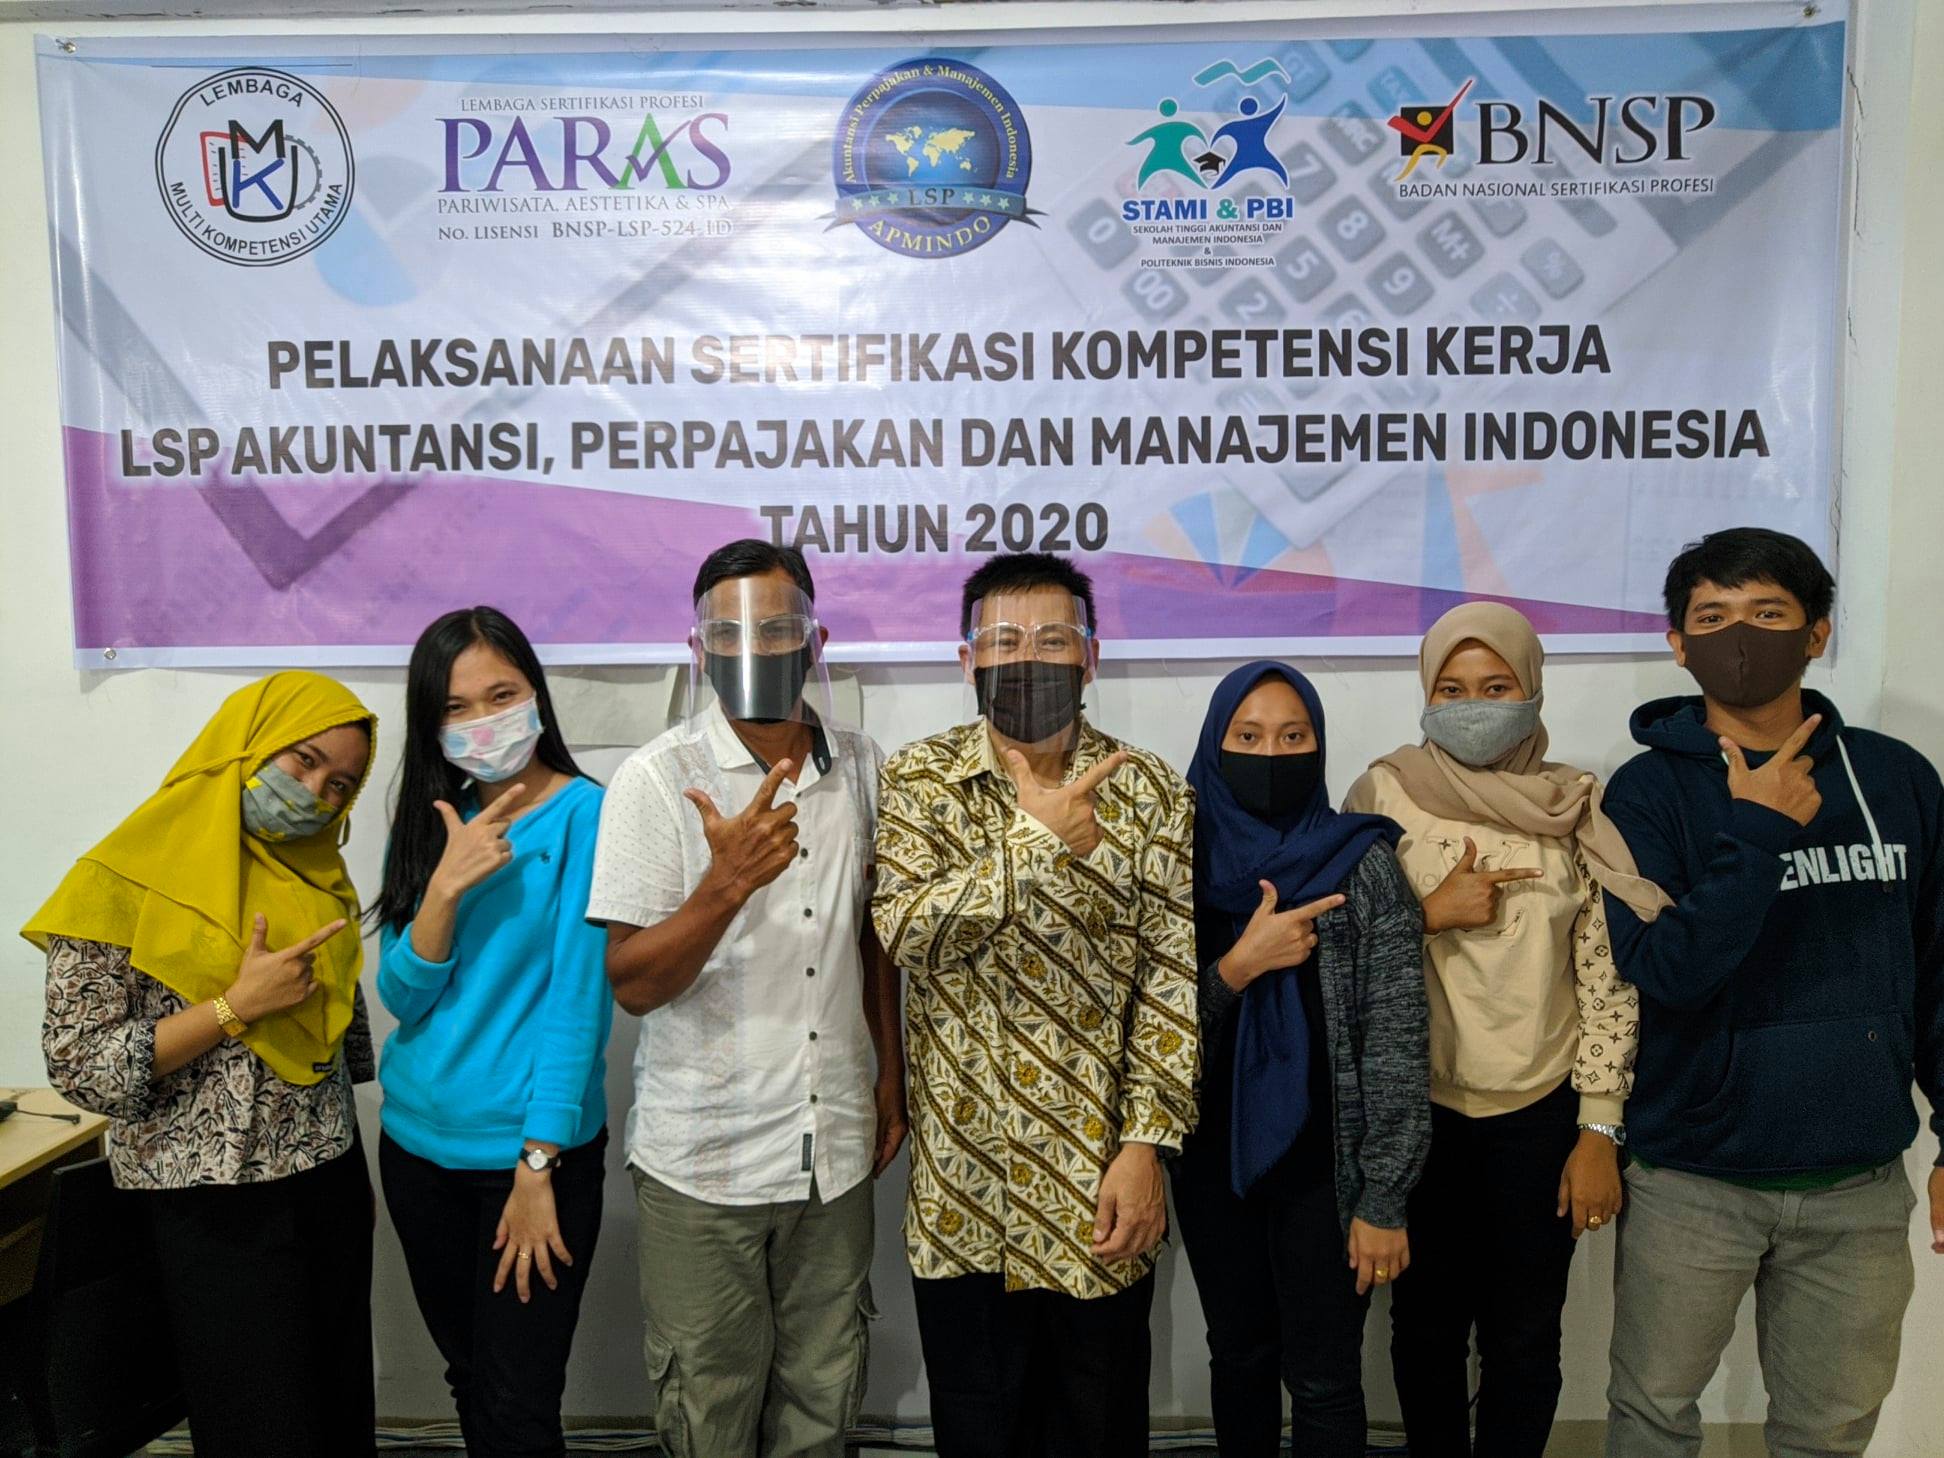 LEMBAGA
MUK
MULTI KOMPETENSI UTAMA
LEMBAGA SERTIFIKASI PROFESI
PARAS
PARIWISATA, AESTETIKA & SPA
No. LISENSI BNSP-LSP-524-ID
Akuntansi Perpajakan & Manajemen Indonesia
LSP
APMINDO
STAMI & PBI
SEKOLAH TINGGI AKUNTANSI DAN
MANAJEMEN INDONESIA
&
POLITEKNIK BISNIS INDONESIA
BNSP
BADAN NASIONAL SERTIFIKASI PROFESI
PELAKSANAAN SERTIFIKASI KOMPETENSI KERJA
LSP AKUNTANSI, PERPAJAKAN DAN MANAJEMEN INDONESIA
TAHUN 2020
ENLIGHT